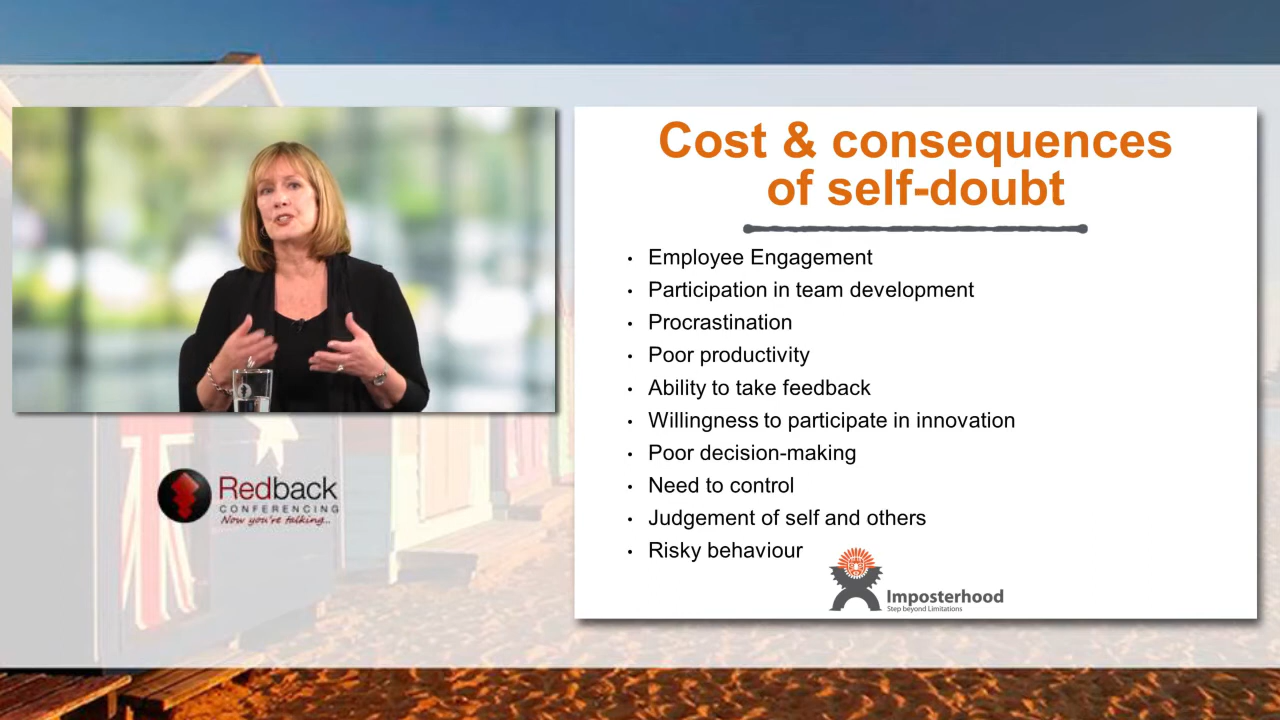 Cost & consequences
of self-doubt
• Employee Engagement
• Participation in team development
• Procrastination
• Poor productivity
• Ability to take feedback
• Willingness to participate in innovation
• Poor decision-making
• Need to control
• Judgement of self and others
• Risky behaviour
Imposterhood
Step beyond Limitations
Redback
CONFERENCING
Now you're talking...